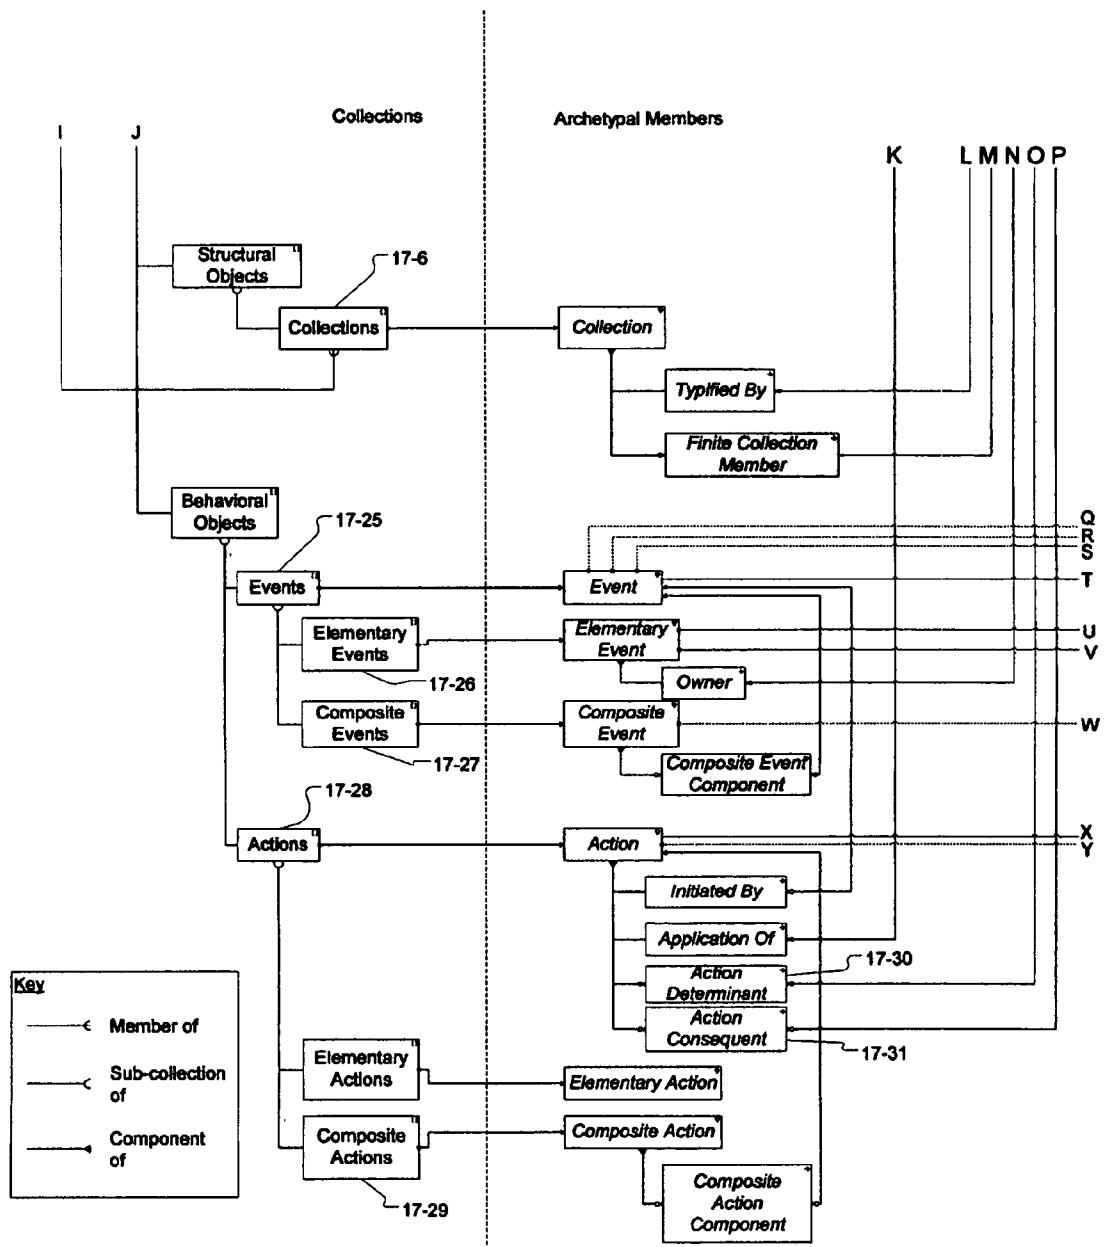 Collections
Archetypal Members
I
J
K
L
M
N
O
P
Structural
Objects
17-6
Collections
Collection
Typified By
Finite Collection
Member
Behavioral
Objects
17-25
Q
R
S
Events
Event
T
Elementary
Events
Elementary
Event
U
V
17-26
Owner
Composite
Events
Composite
Event
W
17-27
Composite Event
Component
17-28
Actions
Action
X
Y
Initiated By
Application Of
17-30
Action
Determinant
Action
Consequent
17-31
Key
Member of
Sub-collection
of
Component
of
Elementary
Actions
Elementary Action
Composite
Actions
Composite Action
17-29
Composite
Action
Component